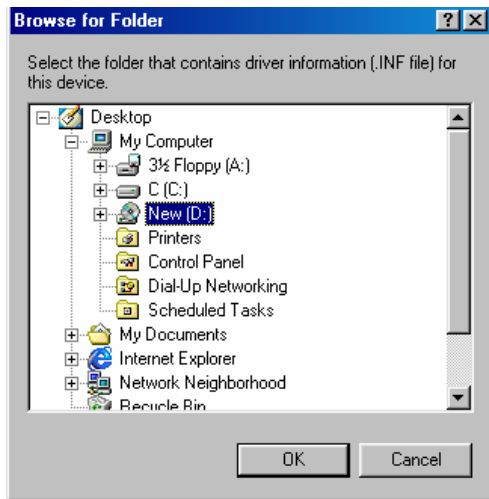 Browse for Folder
Select the folder that contains driver information (.INF file) for
this device.
Desktop
My Computer
3½ Floppy (A:)
C (C:)
New (D:)
Printers
Control Panel
Dial-Up Networking
Scheduled Tasks
My Documents
Internet Explorer
Network Neighborhood
Recycle Bin
OK Cancel